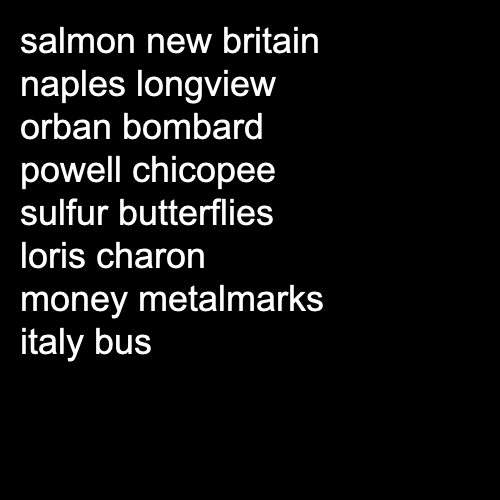 salmon new britain
naples longview
orban bombard
powell chicopee
sulfur butterflies
loris charon
money metalmarks
italy bus